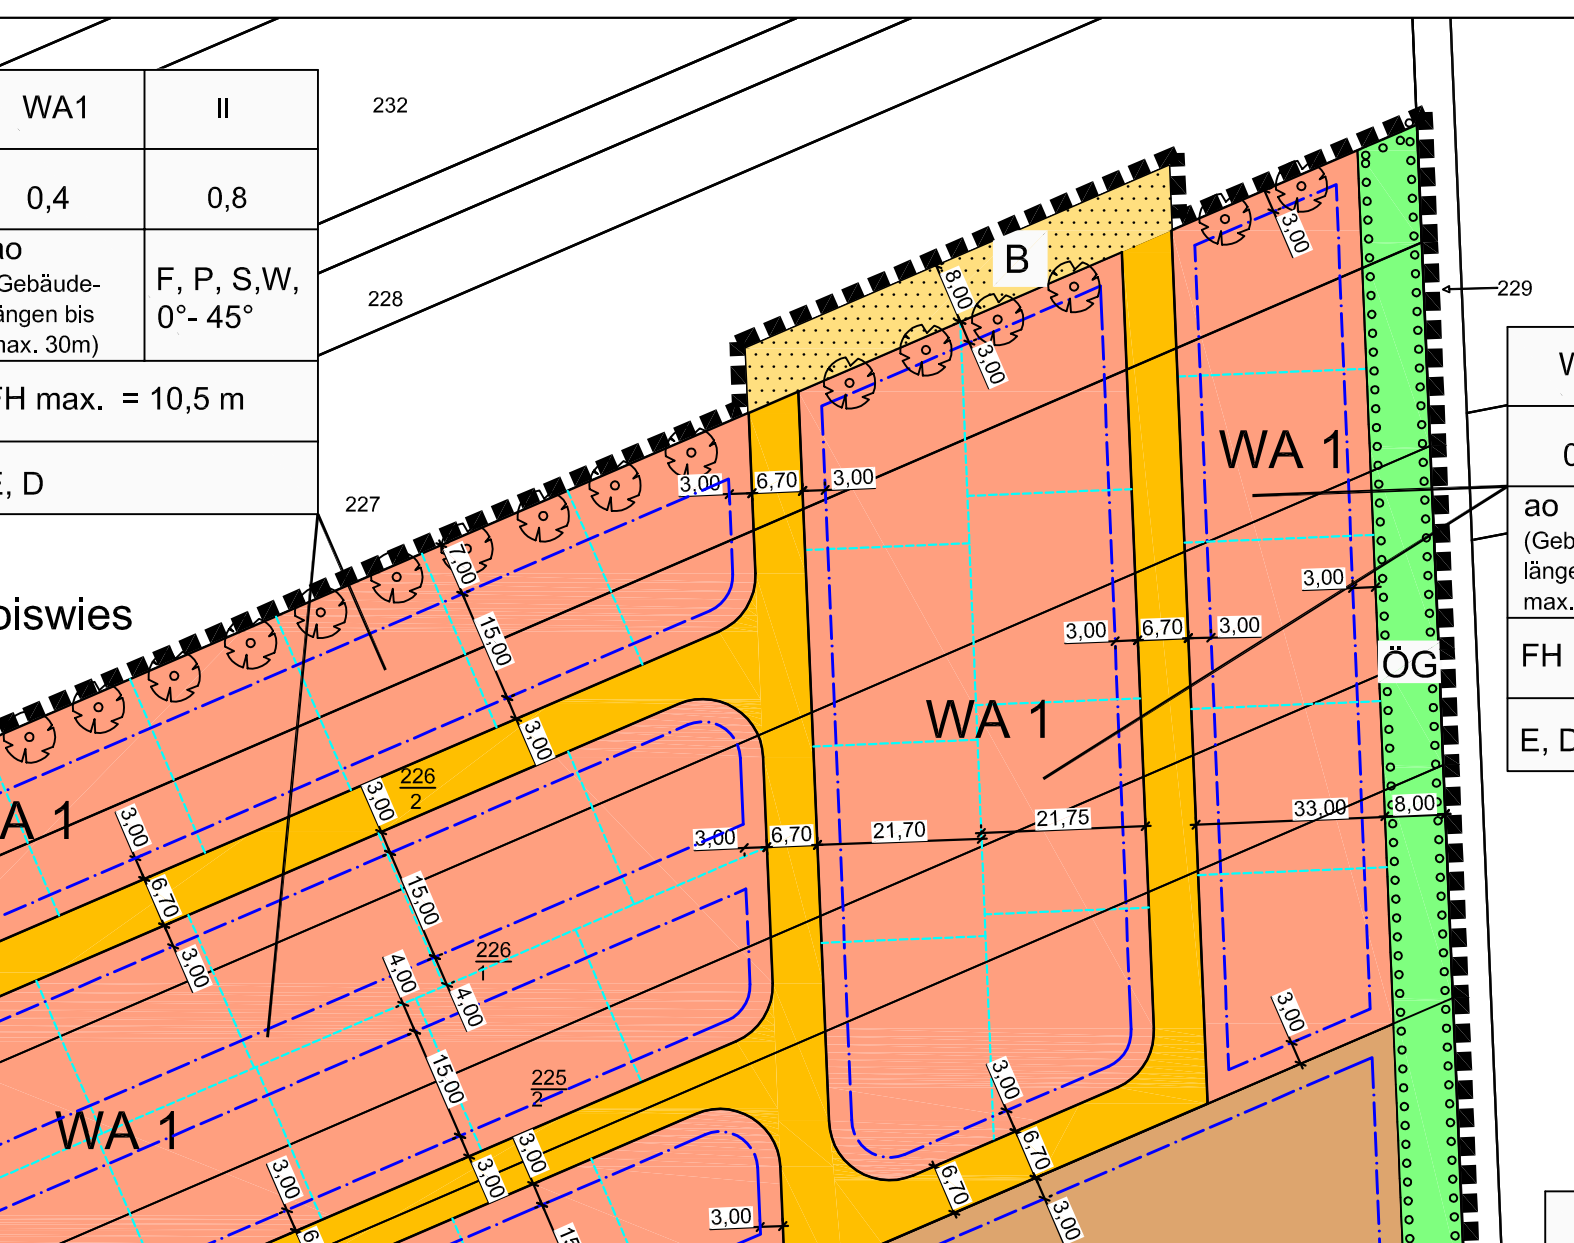 232
WA1 II
0,4 0,8
ao
Gebäude-
ängen bis
max. 30m)
F, P, S,W,
0°- 45°
FH max. = 10,5 m
E, D
228
227
B
8,00
3,00
3,00
229
W
0
ao
(Geb
länge
max.
FH
E, D
WA 1
3,00 6,70 3,00
7,00
15,00
3,00
oiswies
3,00
3,00 6,70 3,00
ÖG
WA 1
226
2
3,00
A 1
3,00
6,70
3,00
3,00 6,70 21,70 21,75 33,00 8,00
15,00
226
1
4,00
4,00
15,00
225
2
WA 1
3,00
3,00
3,00
3,00
3,00
6,70
6,70
3,00
3,00
3,00
6
15